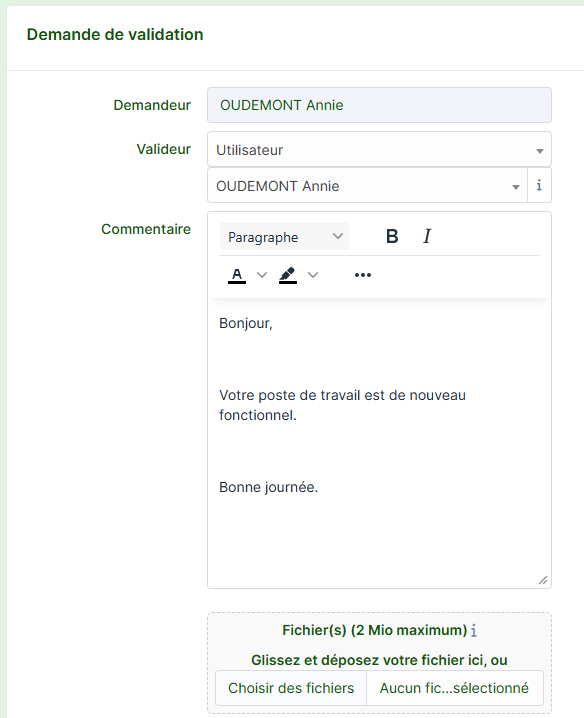 Demande de validation
Demandeur
OUDEMONT Annie
Valideur
Utilisateur
OUDEMONT Annie
i
Commentaire
Paragraphe
B
I
A
Bonjour,
Votre poste de travail est de nouveau
fonctionnel.
Bonne journée.
Fichier(s) (2 Mio maximum) i
Glissez et déposez votre fichier ici, ou
Choisir des fichiers
Aucun fic...sélectionné